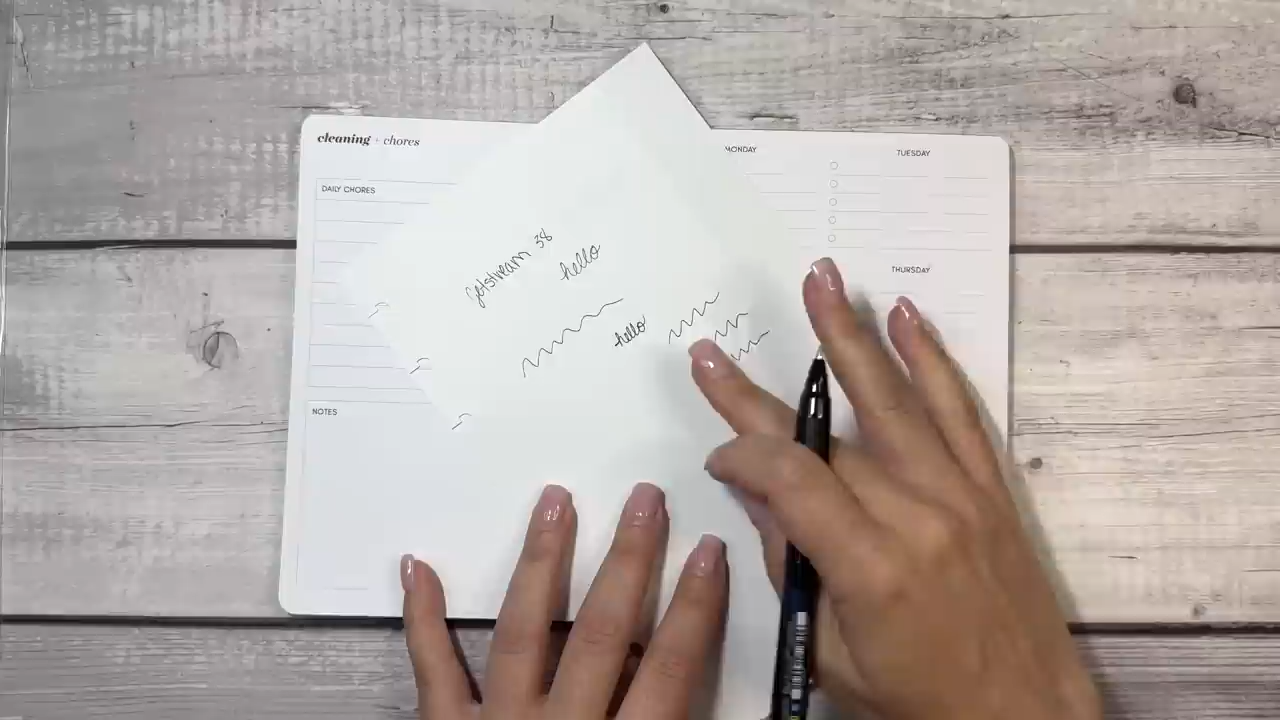 cleaning + chores
DAILY CHORES
NOTES
MONDAY
TUESDAY
THURSDAY
Jetstream 38
hello
hello